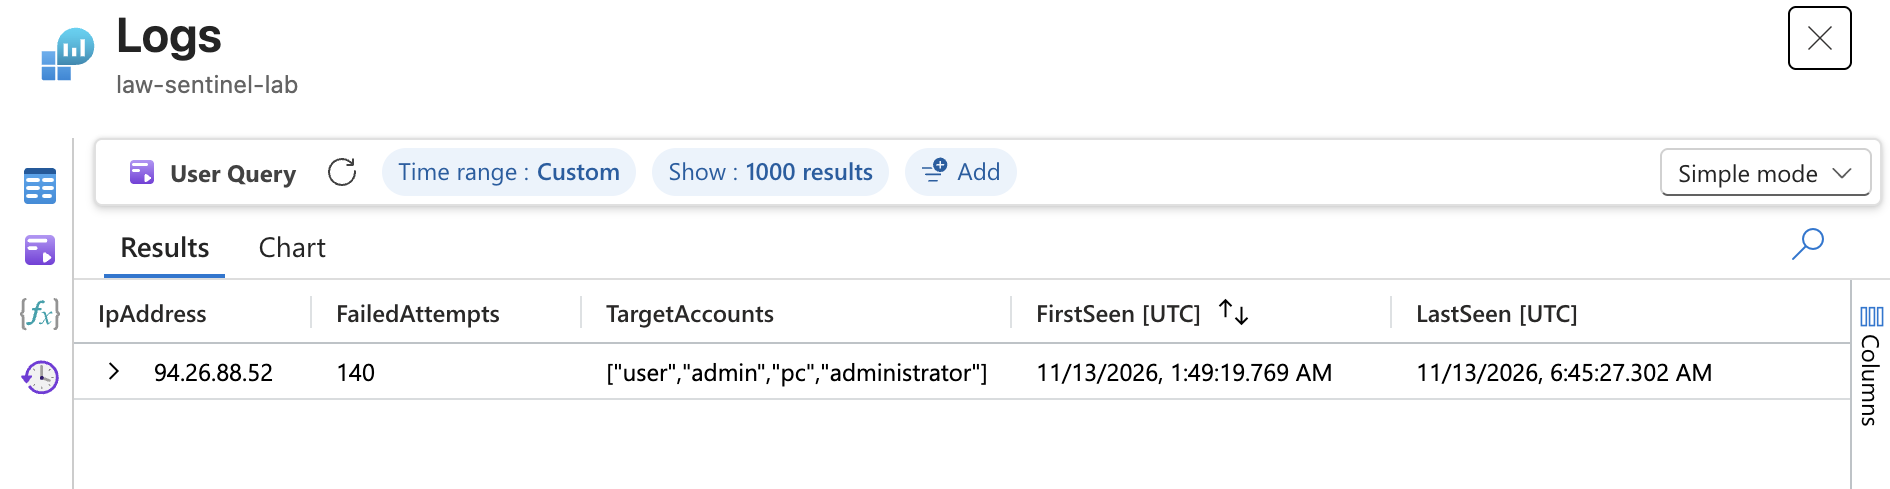 Logs
law-sentinel-lab
User Query Time range : Custom Show : 1000 results Add Simple mode
Results Chart
IpAddress FailedAttempts TargetAccounts FirstSeen [UTC] LastSeen [UTC]
94.26.88.52 140 ["user","admin","pc","administrator"] 11/13/2026, 1:49:19.769 AM 11/13/2026, 6:45:27.302 AM
Columns
{fx}